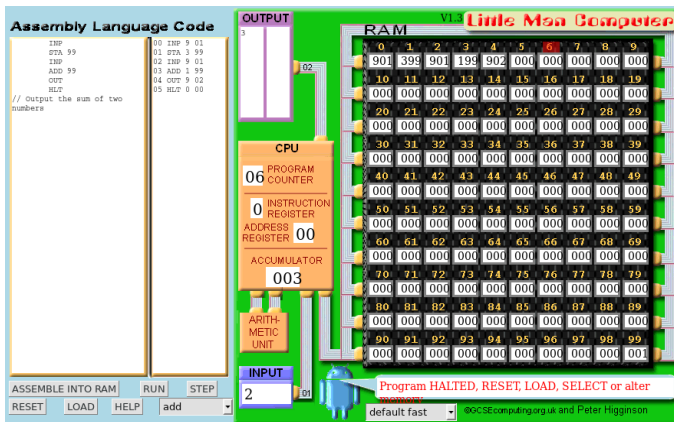 Assembly Language Code
INP
STA 99
INP
ADD 99
OUT
HLT
// Output the sum of two
numbers
00 INP 9 01
01 STA 3 99
02 INP 9 01
03 ADD 1 99
04 OUT 9 02
05 HLT 0 00
ASSEMBLE INTO RAM RUN STEP
RESET LOAD HELP add
OUTPUT
3
02
CPU
06 PROGRAM
COUNTER
0 INSTRUCTION
REGISTER
ADDRESS
REGISTER 00
ACCUMULATOR
003
ARITH-
METIC
UNIT
INPUT
2
01
V1.3 Little Man Computer
RAM
0 1 2 3 4 5 6 7 8 9
901 399 901 199 902 000 000 000 000 000
10 11 12 13 14 15 16 17 18 19
000 000 000 000 000 000 000 000 000 000
20 21 22 23 24 25 26 27 28 29
000 000 000 000 000 000 000 000 000 000
30 31 32 33 34 35 36 37 38 39
000 000 000 000 000 000 000 000 000 000
40 41 42 43 44 45 46 47 48 49
000 000 000 000 000 000 000 000 000 000
50 51 52 53 54 55 56 57 58 59
000 000 000 000 000 000 000 000 000 000
60 61 62 63 64 65 66 67 68 69
000 000 000 000 000 000 000 000 000 000
70 71 72 73 74 75 76 77 78 79
000 000 000 000 000 000 000 000 000 000
80 81 82 83 84 85 86 87 88 89
000 000 000 000 000 000 000 000 000 000
90 91 92 93 94 95 96 97 98 99
000 000 000 000 000 000 000 000 000 001
Program HALTED, RESET, LOAD, SELECT or alter
memory
default fast
©GCSEcomputing.org.uk and Peter Higginson